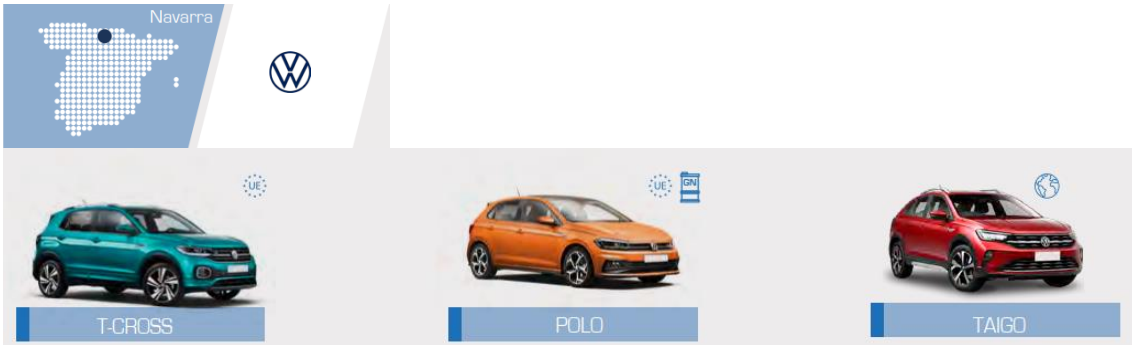 Navarra
UE
UE
GN
T-CROSS
POLO
TAIGO